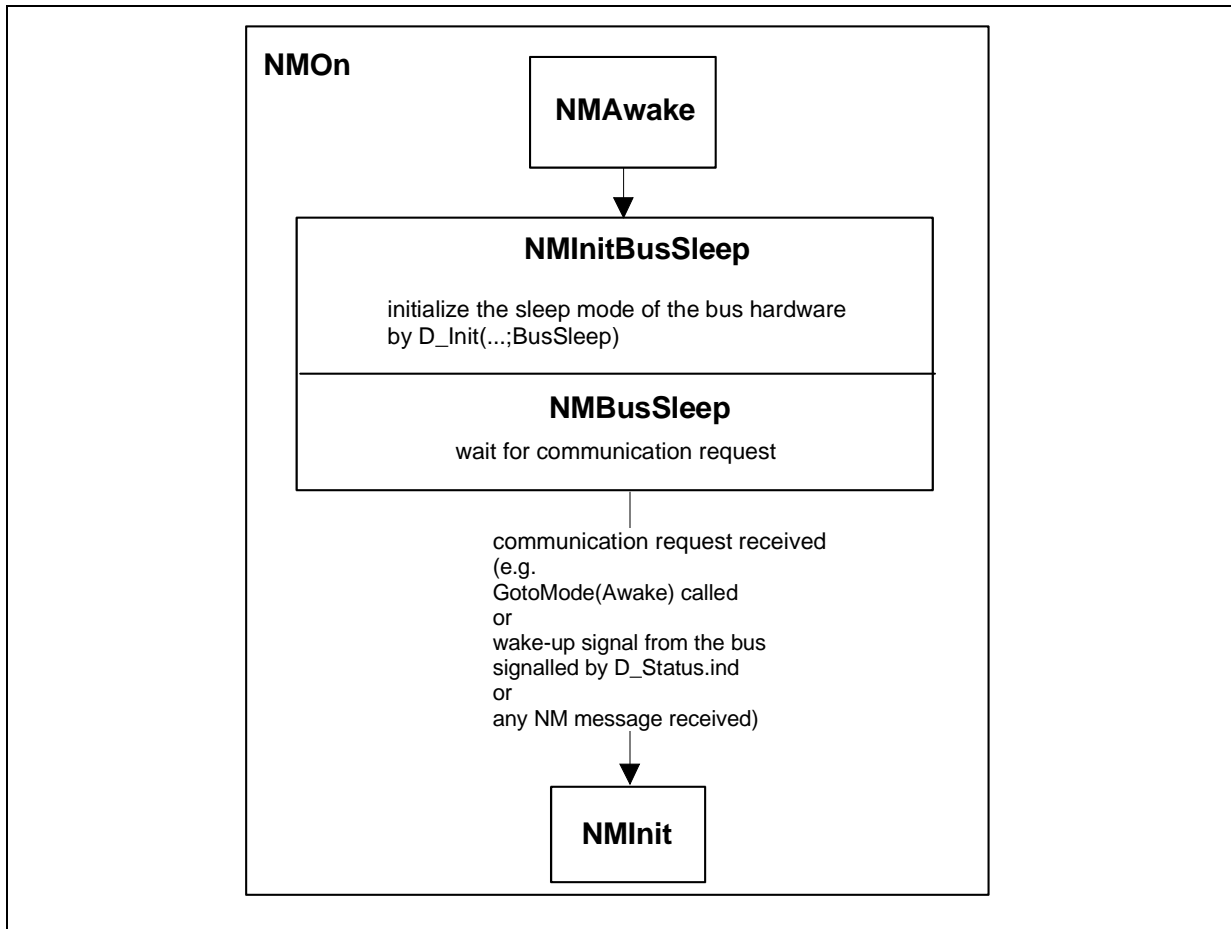 NMOn
NMAwake
NMInitBusSleep
initialize the sleep mode of the bus hardware
by D_Init(...;BusSleep)
NMBusSleep
wait for communication request
communication request received
(e.g.
GotoMode(Awake) called
or
wake-up signal from the bus
signalled by D_Status.ind
or
any NM message received)
NMInit